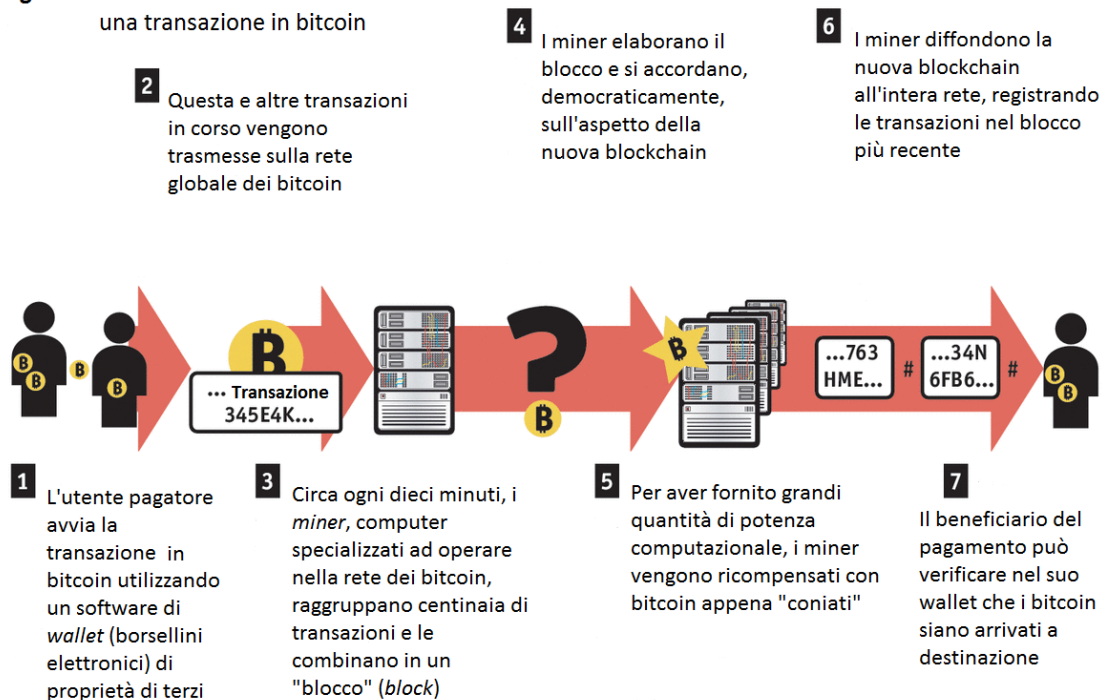 una transazione in bitcoin
1
L'utente pagatore
avvia la
transazione in
bitcoin utilizzando
un software di
wallet (borsellini
elettronici) di
proprietà di terzi
2
Questa e altre transazioni
in corso vengono
trasmesse sulla rete
globale dei bitcoin
3
Circa ogni dieci minuti, i
miner, computer
specializzati ad operare
nella rete dei bitcoin,
raggruppano centinaia di
transazioni e le
combinano in un
"blocco" (block)
4
I miner elaborano il
blocco e si accordano,
democraticamente,
sull'aspetto della
nuova blockchain
5
Per aver fornito grandi
quantità di potenza
computazionale, i miner
vengono ricompensati con
bitcoin appena "coniati"
6
I miner diffondono la
nuova blockchain
all'intera rete, registrando
le transazioni nel blocco
più recente
7
Il beneficiario del
pagamento può
verificare nel suo
wallet che i bitcoin
siano arrivati a
destinazione
... Transazione
345E4K...
?
...763
HME...
#
...34N
6FB6...
#